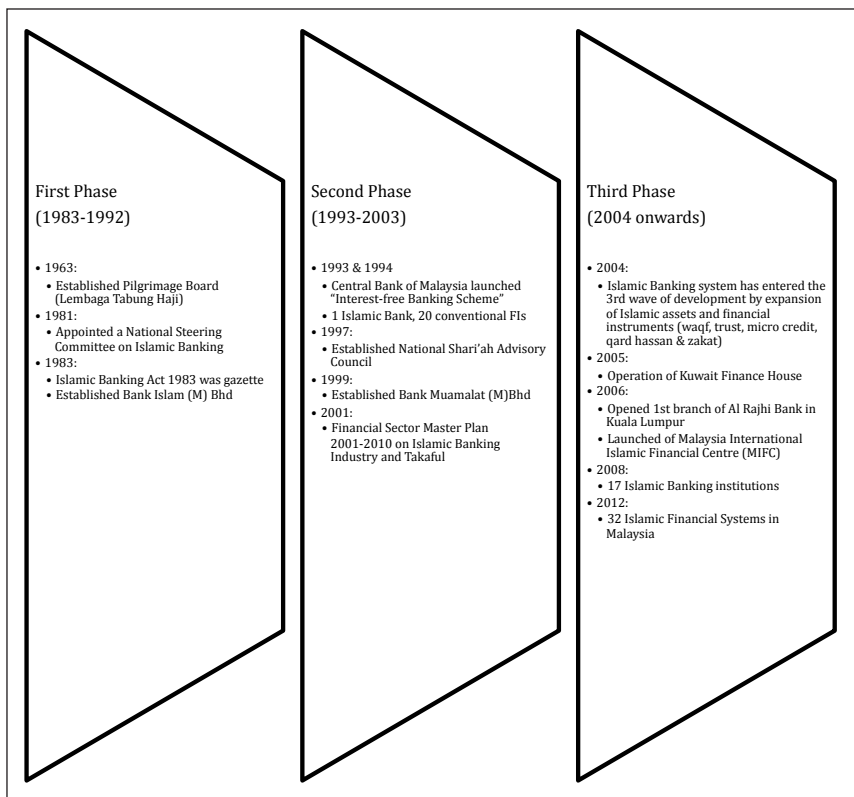 First Phase
(1983-1992)
• 1963:
• Established Pilgrimage Board
(Lembaga Tabung Haji)
• 1981:
• Appointed a National Steering
Committee on Islamic Banking
• 1983:
• Islamic Banking Act 1983 was gazette
• Established Bank Islam (M) Bhd
Second Phase
(1993-2003)
• 1993 & 1994
• Central Bank of Malaysia launched
“Interest-free Banking Scheme”
• 1 Islamic Bank, 20 conventional FIs
• 1997:
• Established National Shari’ah Advisory
Council
• 1999:
• Established Bank Muamalat (M)Bhd
• 2001:
• Financial Sector Master Plan
2001-2010 on Islamic Banking
Industry and Takaful
Third Phase
(2004 onwards)
• 2004:
• Islamic Banking system has entered the
3rd wave of development by expansion
of Islamic assets and financial
instruments (waqf, trust, micro credit,
qard hassan & zakat)
• 2005:
• Operation of Kuwait Finance House
• 2006:
• Opened 1st branch of Al Rajhi Bank in
Kuala Lumpur
• Launched of Malaysia International
Islamic Financial Centre (MIFC)
• 2008:
• 17 Islamic Banking institutions
• 2012:
• 32 Islamic Financial Systems in
Malaysia